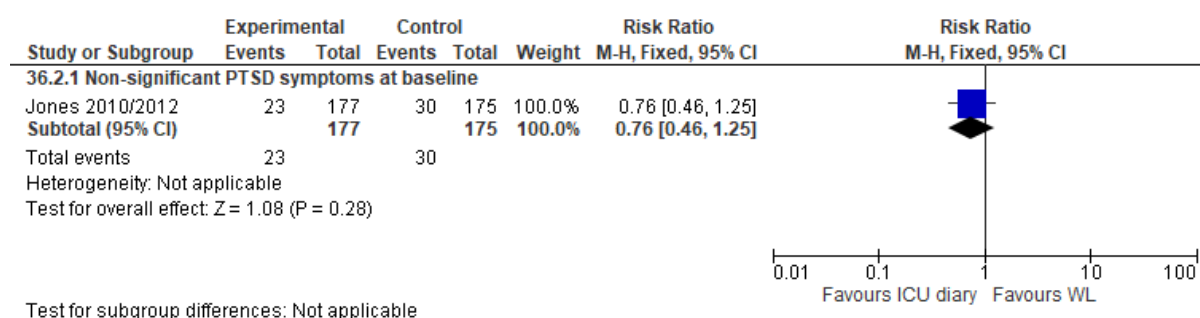 Experimental Control Risk Ratio Risk Ratio
Study or Subgroup Events Total Events Total Weight M-H, Fixed, 95% CI M-H, Fixed, 95% CI
36.2.1 Non-significant PTSD symptoms at baseline
Jones 2010/2012 23 177 30 175 100.0% 0.76 [0.46, 1.25]
Subtotal (95% CI) 177 175 100.0% 0.76 [0.46, 1.25]
Total events 23 30
Heterogeneity: Not applicable
Test for overall effect: Z = 1.08 (P = 0.28)
0.01 0.1 1 10 100
Favours ICU diary Favours WL
Test for subgroup differences: Not applicable